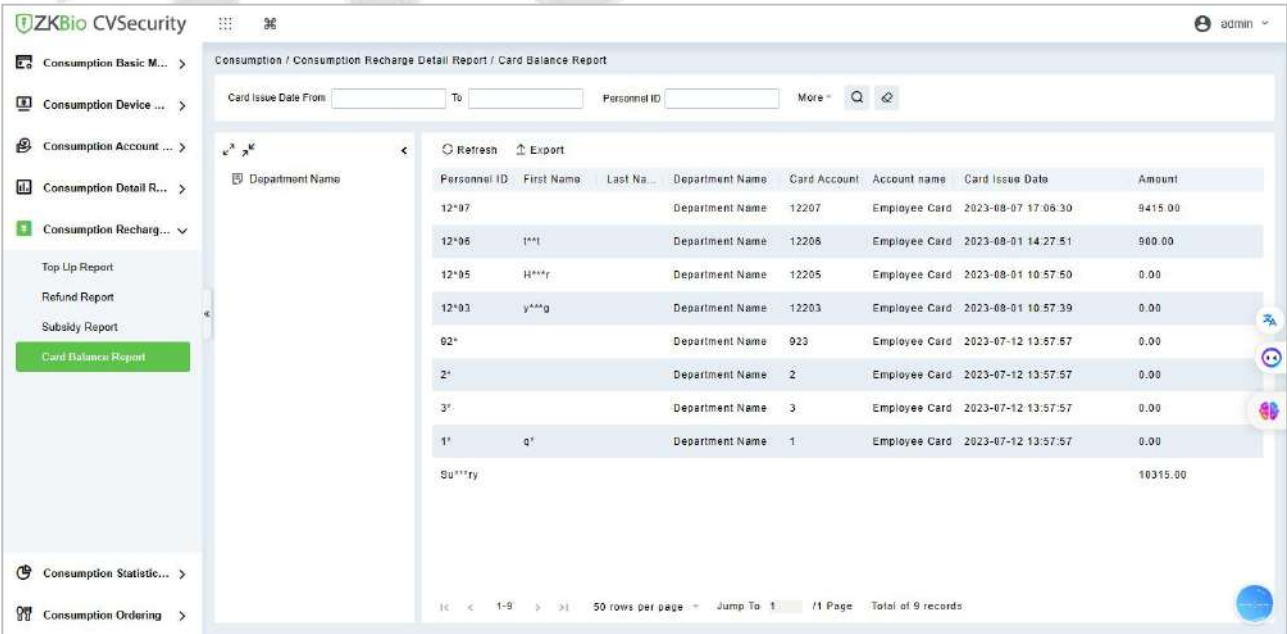 ZKBio CVSecurity
admin
Consumption Basic M...
Consumption Device ...
Consumption Account ...
Consumption Detail R...
Consumption Recharg...
Top Up Report
Refund Report
Subsidy Report
Card Balance Report
Consumption Statistic...
Consumption Ordering
Consumption / Consumption Recharge Detail Report / Card Balance Report
Card Issue Date From To Personnel ID More
Department Name
Refresh Export
Personnel ID First Name Last Na... Department Name Card Account Account name Card Issue Date Amount
12*07 Department Name 12207 Employee Card 2023-08-07 17:06:30 9415.00
12*06 t**t Department Name 12206 Employee Card 2023-08-01 14:27:51 900.00
12*05 H***r Department Name 12205 Employee Card 2023-08-01 10:57:50 0.00
12*03 y***g Department Name 12203 Employee Card 2023-08-01 10:57:39 0.00
92* Department Name 923 Employee Card 2023-07-12 13:57:57 0.00
2* Department Name 2 Employee Card 2023-07-12 13:57:57 0.00
3* Department Name 3 Employee Card 2023-07-12 13:57:57 0.00
1* q* Department Name 1 Employee Card 2023-07-12 13:57:57 0.00
Su***ry 10315.00
1-9 50 rows per page Jump To 1 /1 Page Total of 9 records